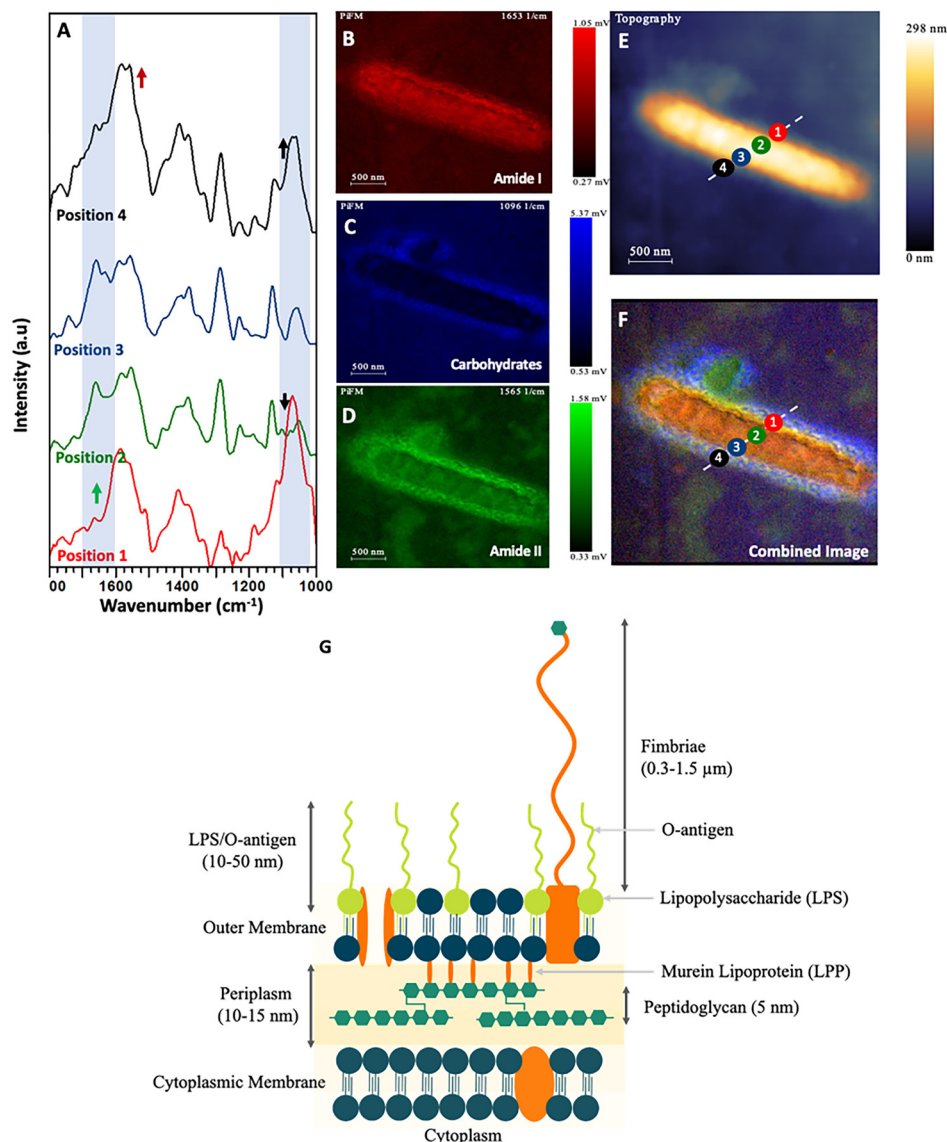 A
Position 4
Position 3
Position 2
Position 1
Intensity (a.u)
00 1600 1400 1200 1000
Wavenumber (cm-1)
B
PiFM 1653 1/cm
500 nm
Amide I
1.05 mV
0.27 mV
C
PiFM 1096 1/cm
500 nm
Carbohydrates
5.37 mV
0.53 mV
D
PiFM 1565 1/cm
500 nm
Amide II
1.58 mV
0.33 mV
Topography
E
1
2
3
4
500 nm
298 nm
0 nm
F
1
2
3
4
Combined Image
G
Fimbriae
(0.3-1.5 µm)
LPS/O-antigen
(10-50 nm)
O-antigen
Lipopolysaccharide (LPS)
Outer Membrane
Murein Lipoprotein (LPP)
Periplasm
(10-15 nm)
Peptidoglycan (5 nm)
Cytoplasmic Membrane
Cytoplasm